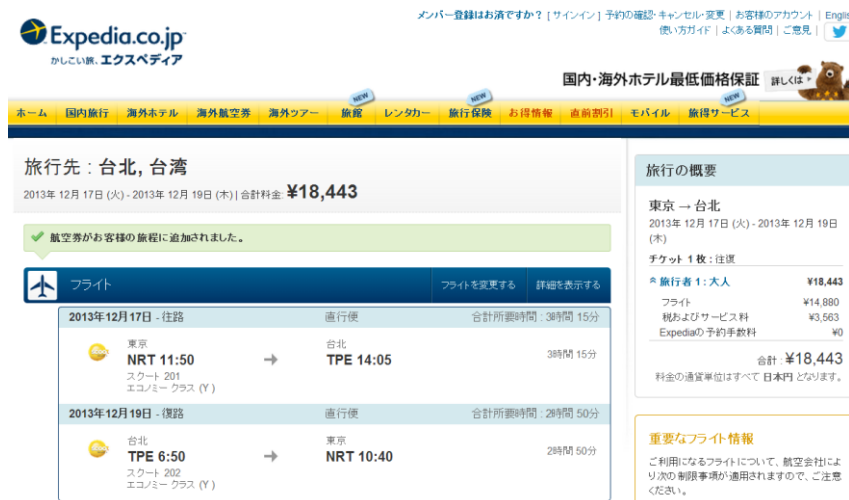 メンバー登録はお済ですか? [ サインイン ] 予約の確認・キャンセル・変更 | お客様のアカウント | Englis
使い方ガイド | よくある質問 | ご意見 |
Expedia.co.jp
かしこい旅、エクスペディア
国内・海外ホテル最低価格保証 詳しくは
NEW NEW NEW
ホーム 国内旅行 海外ホテル 海外航空券 海外ツアー 旅館 レンタカー 旅行保険 お得情報 直前割引 モバイル 旅得サービス
旅行先 : 台北, 台湾
2013年 12月 17日 (火) - 2013年 12月 19日 (木) | 合計料金: ¥18,443
航空券がお客様の旅程に追加されました。
フライト フライトを変更する 詳細を表示する
2013年12月17日 - 往路 直行便 合計所要時間 : 3時間 15分
東京 台北
NRT 11:50 → TPE 14:05 3時間 15分
スクート 201
エコノミー クラス (Y )
2013年12月19日 - 復路 直行便 合計所要時間 : 2時間 50分
台北 東京
TPE 6:50 → NRT 10:40 2時間 50分
スクート 202
エコノミー クラス (Y )
旅行の概要
東京 → 台北
2013年 12月 17日 (火) - 2013年 12月 19日
(木)
チケット 1 枚 : 往復
旅行者 1 : 大人 ¥18,443
フライト ¥14,880
税およびサービス料 ¥3,563
Expediaの予約手数料 ¥0
合計 : ¥18,443
料金の通貨単位はすべて 日本円 となります。
重要なフライト情報
ご利用になるフライトについて、航空会社によ
り次の制限事項が適用されますので、ご注意
ください。